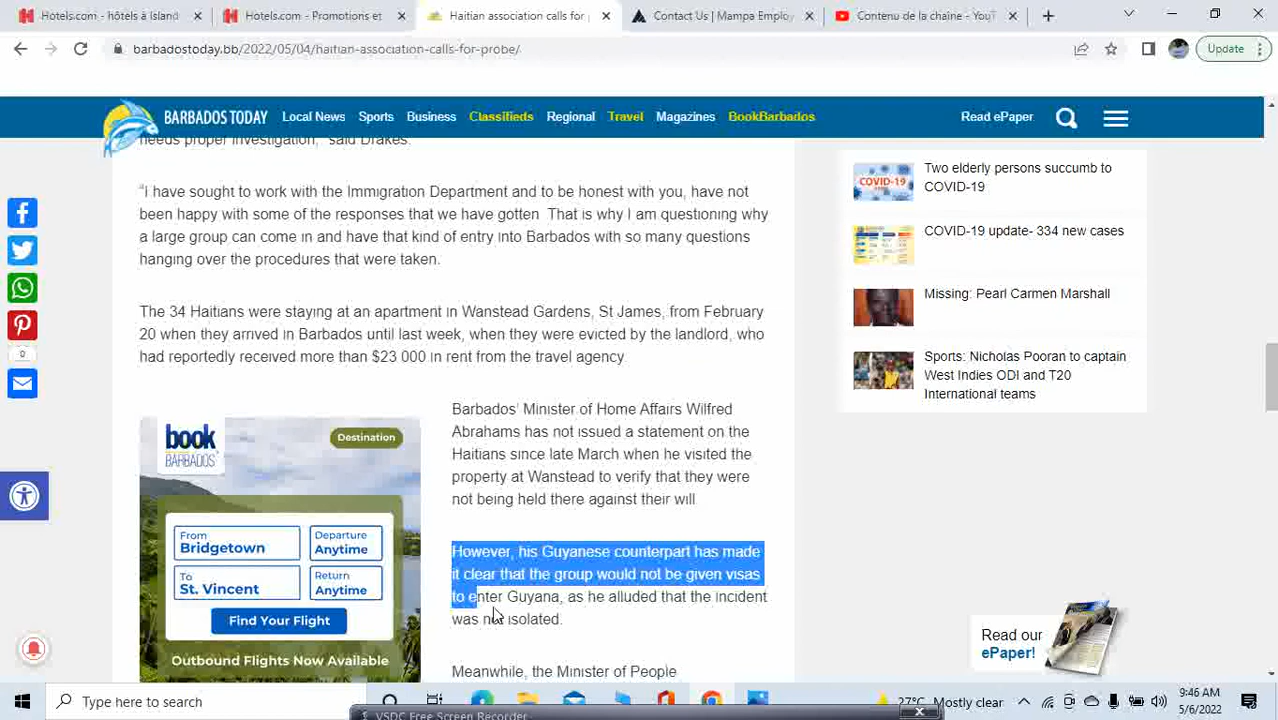 Hotels.com - hôtels à Island
Hotels.com - Promotions et
Haitian association calls for
Contact Us | Mampa Emplo
Contenu de la chaîne - YouT
barbadostoday.bb/2022/05/04/haitian-association-calls-for-probe/
Update
BARBADOS TODAY
Local News
Sports
Business
Classifieds
Regional
Travel
Magazines
BookBarbados
Read ePaper
needs proper investigation," said Drakes.
"I have sought to work with the Immigration Department and to be honest with you, have not
been happy with some of the responses that we have gotten That is why I am questioning why
a large group can come in and have that kind of entry into Barbados with so many questions
hanging over the procedures that were taken.
The 34 Haitians were staying at an apartment in Wanstead Gardens, St James, from February
20 when they arrived in Barbados until last week, when they were evicted by the landlord, who
had reportedly received more than $23 000 in rent from the travel agency.
Barbados' Minister of Home Affairs Wilfred
Abrahams has not issued a statement on the
Haitians since late March when he visited the
property at Wanstead to verify that they were
not being held there against their will.
However, his Guyanese counterpart has made
it clear that the group would not be given visas
to enter Guyana, as he alluded that the incident
was not isolated.
Meanwhile, the Minister of People
0
book
BARBADOS
Destination
From
Bridgetown
Departure
Anytime
To
St. Vincent
Return
Anytime
Find Your Flight
Outbound Flights Now Available
COVID-19
Two elderly persons succumb to
COVID-19
COVID-19 update- 334 new cases
Missing: Pearl Carmen Marshall
Sports: Nicholas Pooran to captain
West Indies ODI and T20
International teams
Read our
ePaper!
Type here to search
27°C Mostly clear
9:46 AM
5/6/2022
VSDC Free Screen Recorder